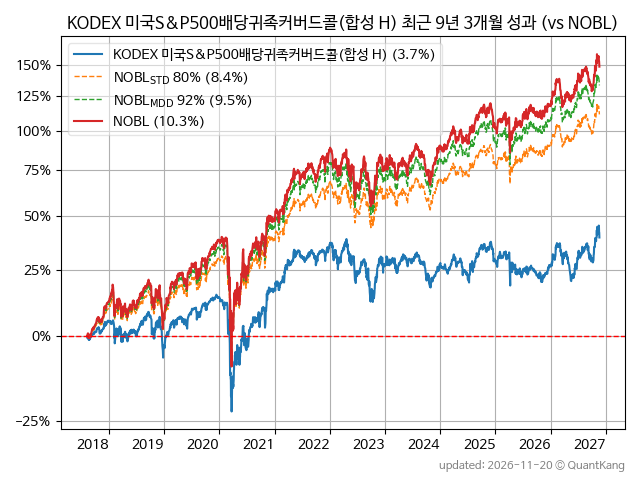 KODEX 미국S&P500배당귀족커버드콜(합성 H) 최근 9년 3개월 성과 (vs NOBL)
KODEX 미국S&P500배당귀족커버드콜(합성 H) (3.7%)
NOBL_STD 80% (8.4%)
NOBL_MDD 92% (9.5%)
NOBL (10.3%)
150%
125%
100%
75%
50%
25%
0%
−25%
2018 2019 2020 2021 2022 2023 2024 2025 2026 2027
updated: 2026-11-20 © QuantKang